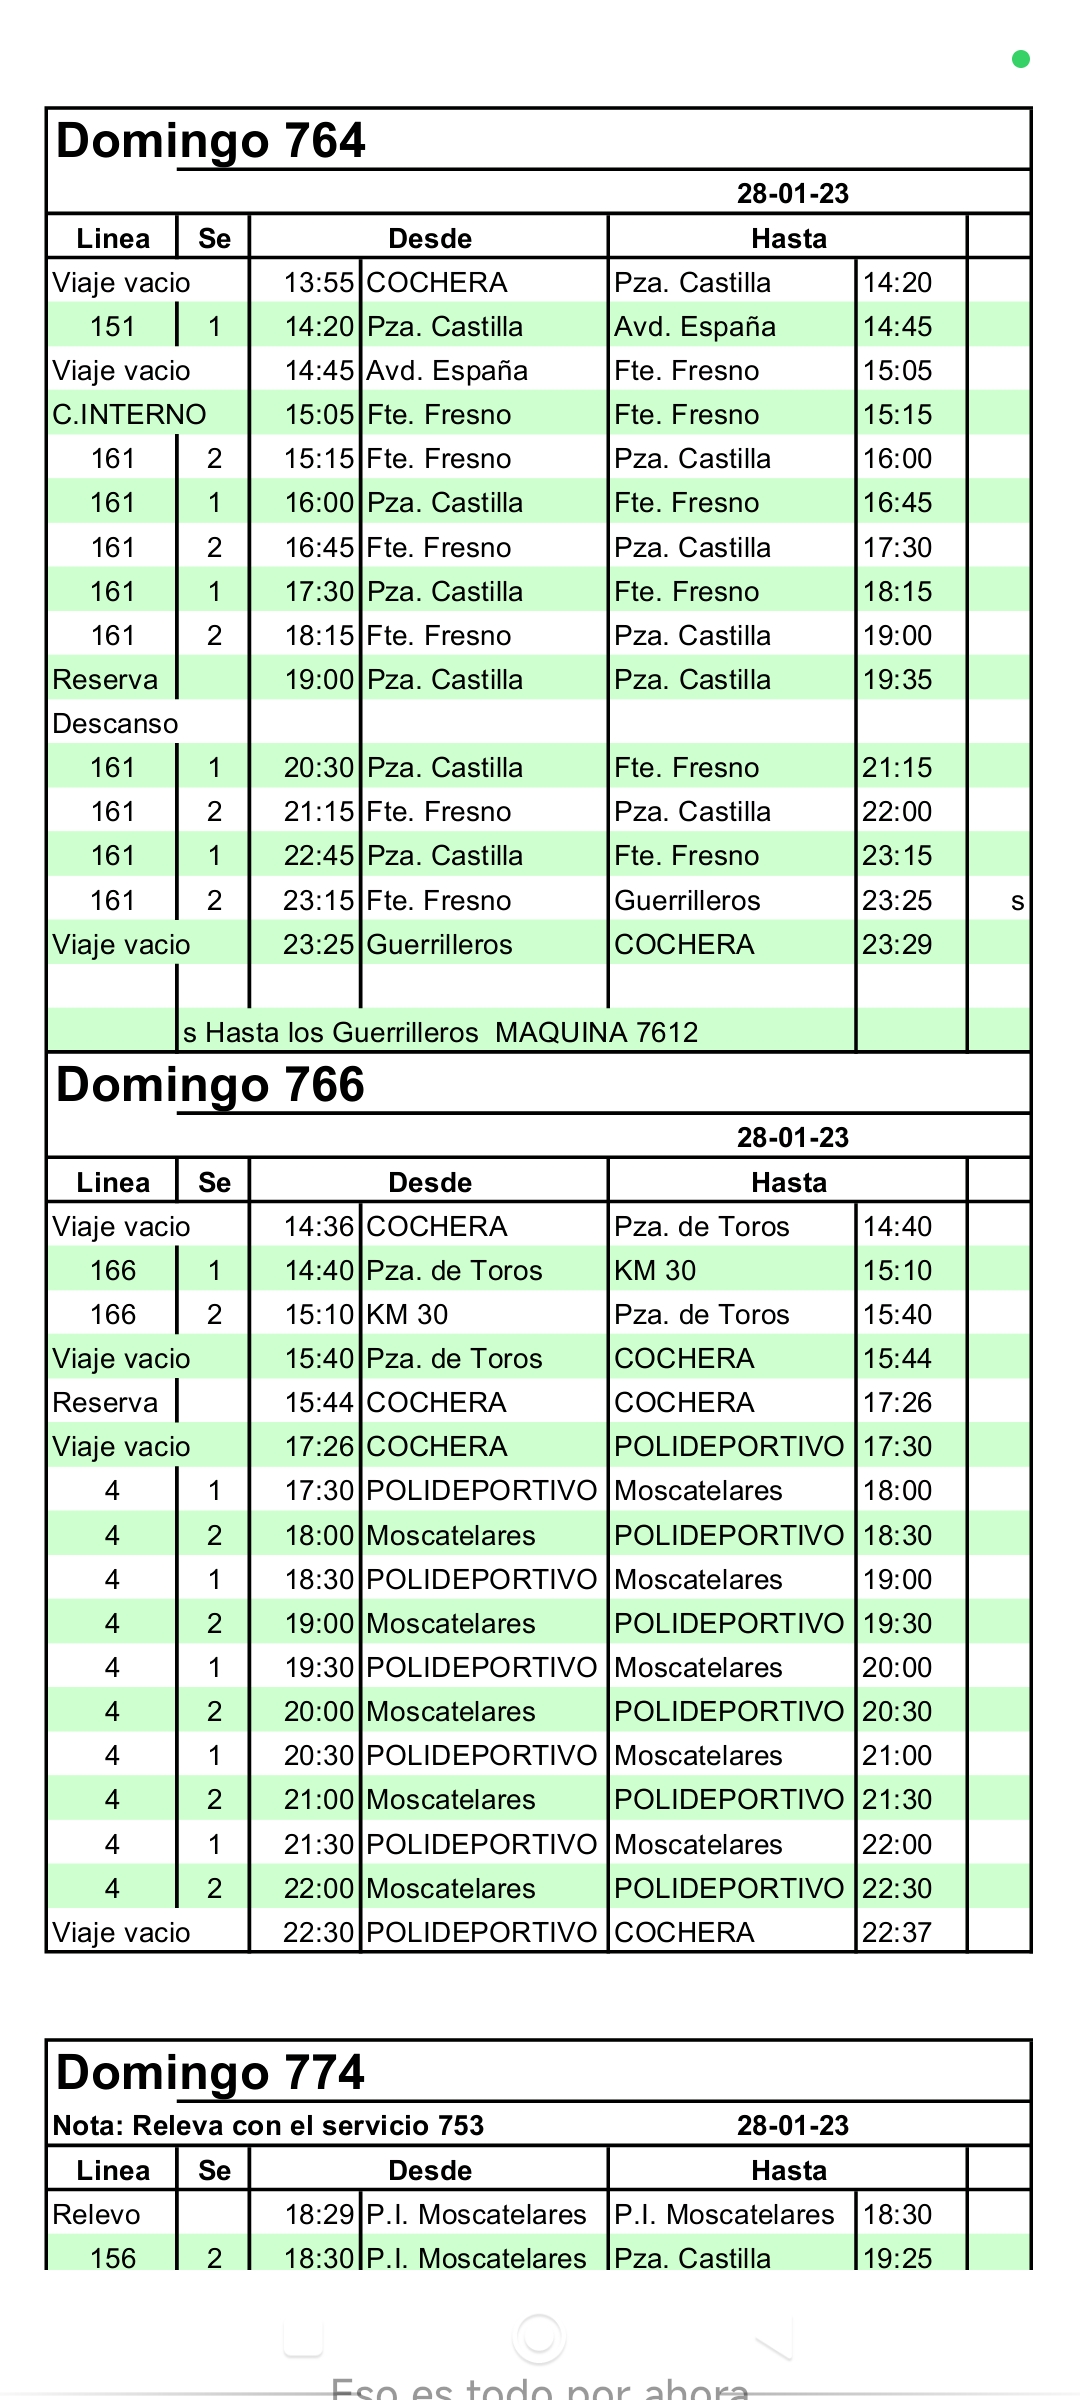 Domingo 764
28-01-23
Linea Se Desde Hasta
Viaje vacio 13:55 COCHERA Pza. Castilla 14:20
151 1 14:20 Pza. Castilla Avd. España 14:45
Viaje vacio 14:45 Avd. España Fte. Fresno 15:05
C.INTERNO 15:05 Fte. Fresno Fte. Fresno 15:15
161 2 15:15 Fte. Fresno Pza. Castilla 16:00
161 1 16:00 Pza. Castilla Fte. Fresno 16:45
161 2 16:45 Fte. Fresno Pza. Castilla 17:30
161 1 17:30 Pza. Castilla Fte. Fresno 18:15
161 2 18:15 Fte. Fresno Pza. Castilla 19:00
Reserva 19:00 Pza. Castilla Pza. Castilla 19:35
Descanso
161 1 20:30 Pza. Castilla Fte. Fresno 21:15
161 2 21:15 Fte. Fresno Pza. Castilla 22:00
161 1 22:45 Pza. Castilla Fte. Fresno 23:15
161 2 23:15 Fte. Fresno Guerrilleros 23:25 s
Viaje vacio 23:25 Guerrilleros COCHERA 23:29
s Hasta los Guerrilleros MAQUINA 7612
Domingo 766
28-01-23
Linea Se Desde Hasta
Viaje vacio 14:36 COCHERA Pza. de Toros 14:40
166 1 14:40 Pza. de Toros KM 30 15:10
166 2 15:10 KM 30 Pza. de Toros 15:40
Viaje vacio 15:40 Pza. de Toros COCHERA 15:44
Reserva 15:44 COCHERA COCHERA 17:26
Viaje vacio 17:26 COCHERA POLIDEPORTIVO 17:30
4 1 17:30 POLIDEPORTIVO Moscatelares 18:00
4 2 18:00 Moscatelares POLIDEPORTIVO 18:30
4 1 18:30 POLIDEPORTIVO Moscatelares 19:00
4 2 19:00 Moscatelares POLIDEPORTIVO 19:30
4 1 19:30 POLIDEPORTIVO Moscatelares 20:00
4 2 20:00 Moscatelares POLIDEPORTIVO 20:30
4 1 20:30 POLIDEPORTIVO Moscatelares 21:00
4 2 21:00 Moscatelares POLIDEPORTIVO 21:30
4 1 21:30 POLIDEPORTIVO Moscatelares 22:00
4 2 22:00 Moscatelares POLIDEPORTIVO 22:30
Viaje vacio 22:30 POLIDEPORTIVO COCHERA 22:37
Domingo 774
Nota: Releva con el servicio 753 28-01-23
Linea Se Desde Hasta
Relevo 18:29 P.I. Moscatelares P.I. Moscatelares 18:30
156 2 18:30 P.I. Moscatelares Pza. Castilla 19:25
Eso es todo por ahora